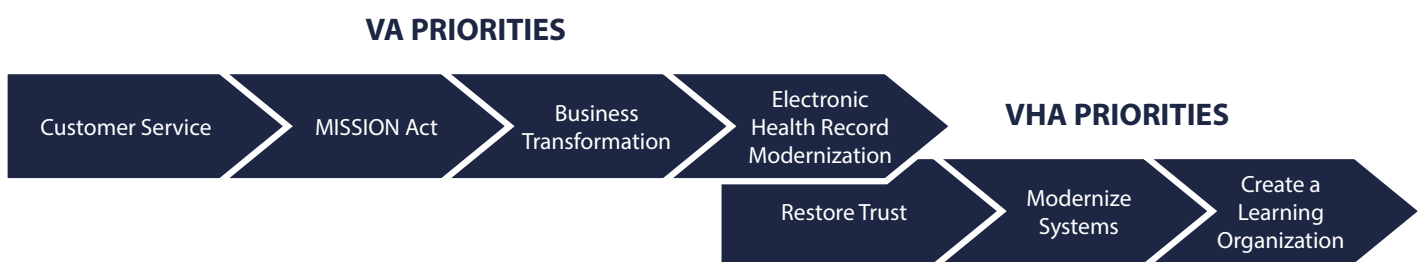 VA PRIORITIES
Customer Service
MISSION Act
Business
Transformation
Electronic
Health Record
Modernization
VHA PRIORITIES
Restore Trust
Modernize
Systems
Create a
Learning
Organization